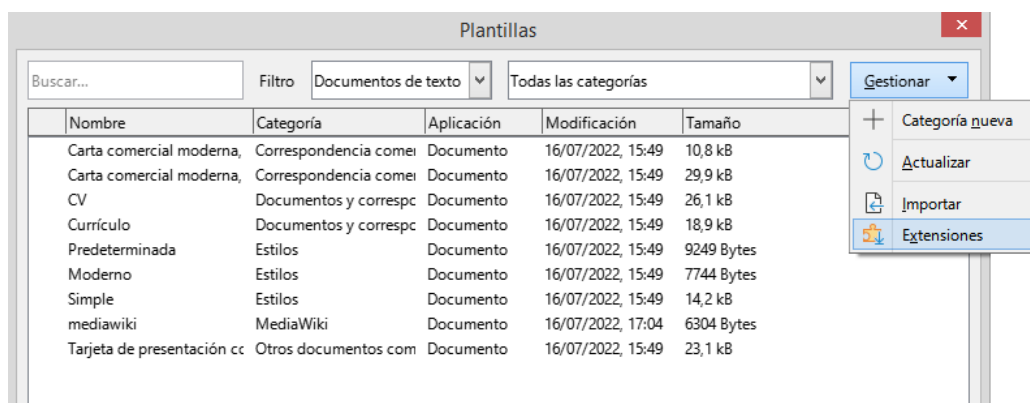 Plantillas
Buscar... Filtro Documentos de texto Todas las categorías Gestionar
Nombre Categoría Aplicación Modificación Tamaño
Carta comercial moderna, Correspondencia comer Documento 16/07/2022, 15:49 10,8 kB
Carta comercial moderna, Correspondencia comer Documento 16/07/2022, 15:49 29,9 kB
CV Documentos y correspc Documento 16/07/2022, 15:49 26,1 kB
Currículo Documentos y correspc Documento 16/07/2022, 15:49 18,9 kB
Predeterminada Estilos Documento 16/07/2022, 15:49 9249 Bytes
Moderno Estilos Documento 16/07/2022, 15:49 7744 Bytes
Simple Estilos Documento 16/07/2022, 15:49 14,2 kB
mediawiki MediaWiki Documento 16/07/2022, 17:04 6304 Bytes
Tarjeta de presentación cc Otros documentos com Documento 16/07/2022, 15:49 23,1 kB
Categoría nueva
Actualizar
Importar
Extensiones